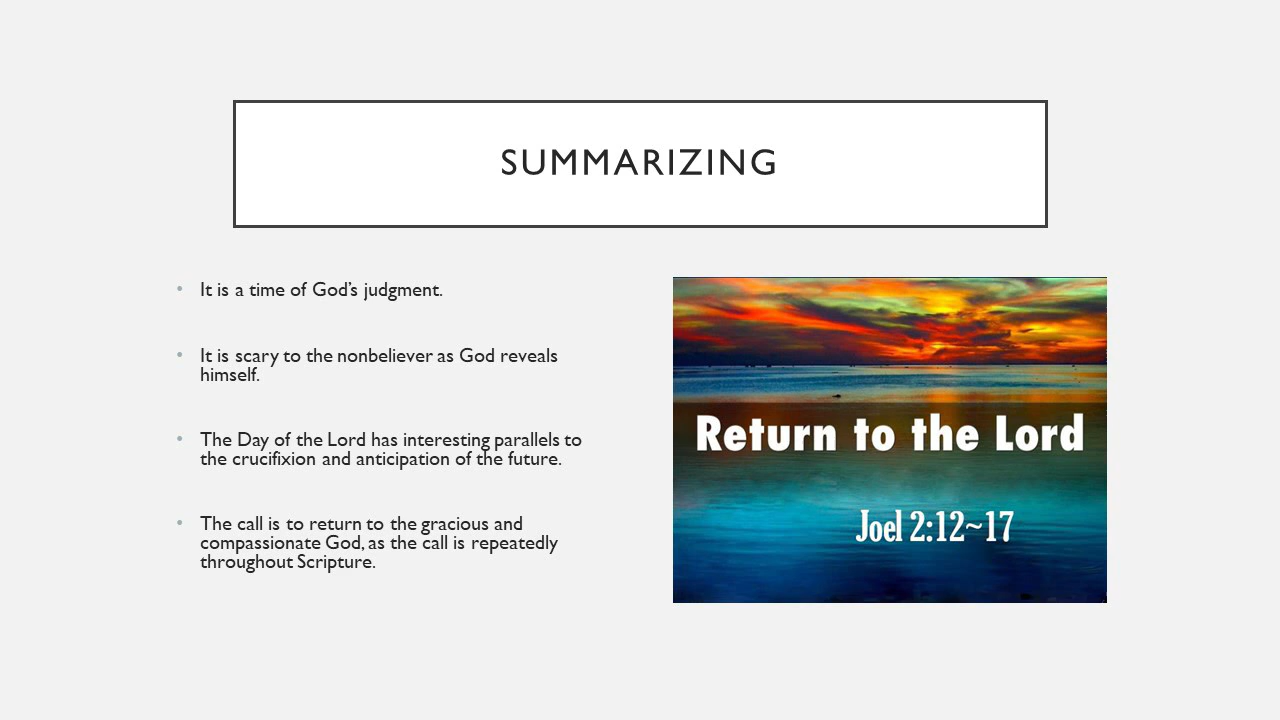 SUMMARIZING
• It is a time of God’s judgment.
• It is scary to the nonbeliever as God reveals
himself.
• The Day of the Lord has interesting parallels to
the crucifixion and anticipation of the future.
• The call is to return to the gracious and
compassionate God, as the call is repeatedly
throughout Scripture.
Return to the Lord
Joel 2:12~17